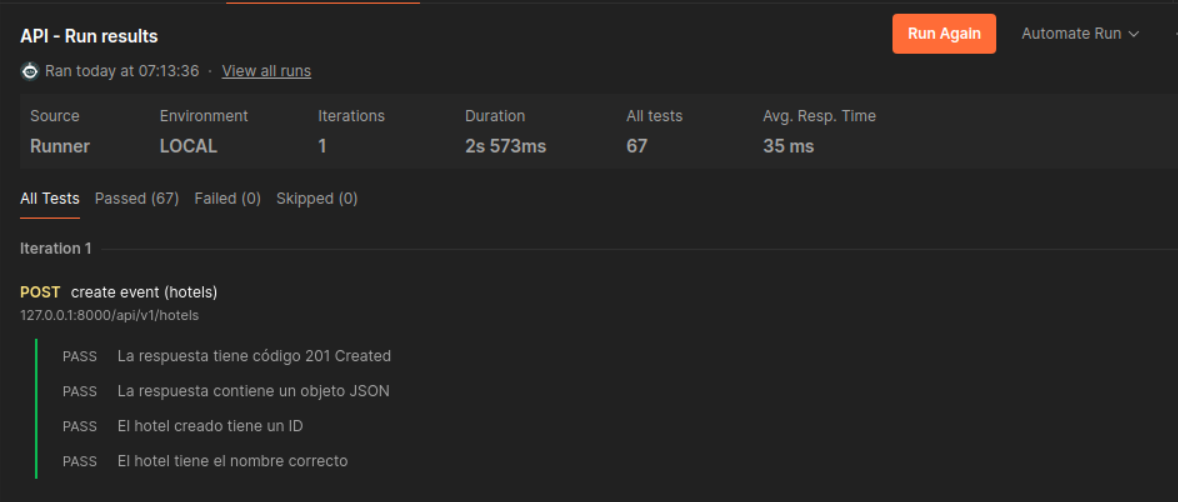 API - Run results
Run Again
Automate Run
Ran today at 07:13:36 · View all runs
Source Environment Iterations Duration All tests Avg. Resp. Time
Runner LOCAL 1 2s 573ms 67 35 ms
All Tests Passed (67) Failed (0) Skipped (0)
Iteration 1
POST create event (hotels)
127.0.0.1:8000/api/v1/hotels
PASS La respuesta tiene código 201 Created
PASS La respuesta contiene un objeto JSON
PASS El hotel creado tiene un ID
PASS El hotel tiene el nombre correcto